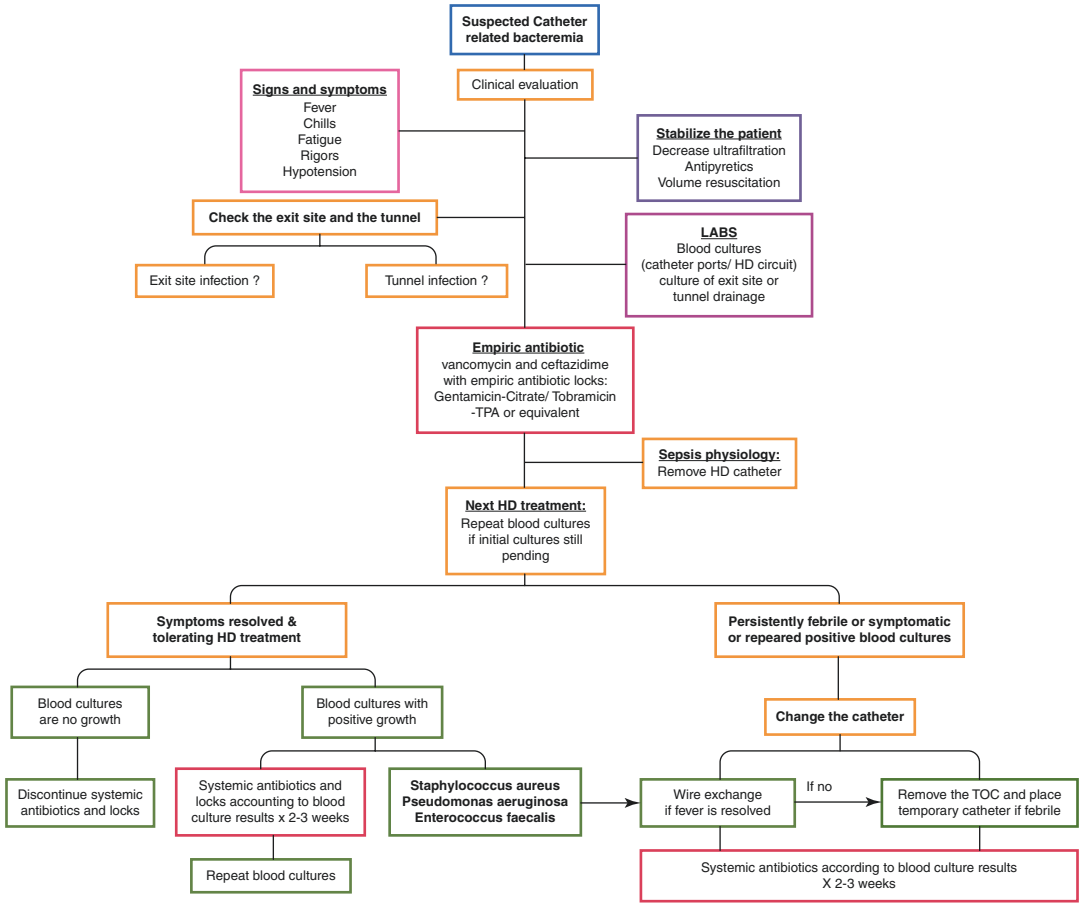 Suspected Catheter
related bacteremia
Clinical evaluation
Signs and symptoms
Fever
Chills
Fatigue
Rigors
Hypotension
Stabilize the patient
Decrease ultrafiltration
Antipyretics
Volume resuscitation
Check the exit site and the tunnel
Exit site infection ?
Tunnel infection ?
LABS
Blood cultures
(catheter ports/ HD circuit)
culture of exit site or
tunnel drainage
Empiric antibiotic
vancomycin and ceftazidime
with empiric antibiotic locks:
Gentamicin-Citrate/ Tobramicin
-TPA or equivalent
Sepsis physiology:
Remove HD catheter
Next HD treatment:
Repeat blood cultures
if initial cultures still
pending
Symptoms resolved &
tolerating HD treatment
Persistently febrile or symptomatic
or repeared positive blood cultures
Blood cultures
are no growth
Blood cultures with
positive growth
Change the catheter
Discontinue systemic
antibiotics and locks
Systemic antibiotics and
locks accounting to blood
culture results x 2-3 weeks
Staphylococcus aureus
Pseudomonas aeruginosa
Enterococcus faecalis
Wire exchange
if fever is resolved
If no
Remove the TOC and place
temporary catheter if febrile
Repeat blood cultures
Systemic antibiotics according to blood culture results
X 2-3 weeks